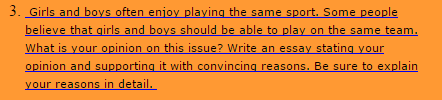 3. Girls and boys often enjoy playing the same sport. Some people
believe that girls and boys should be able to play on the same team.
What is your opinion on this issue? Write an essay stating your
opinion and supporting it with convincing reasons. Be sure to explain
your reasons in detail.